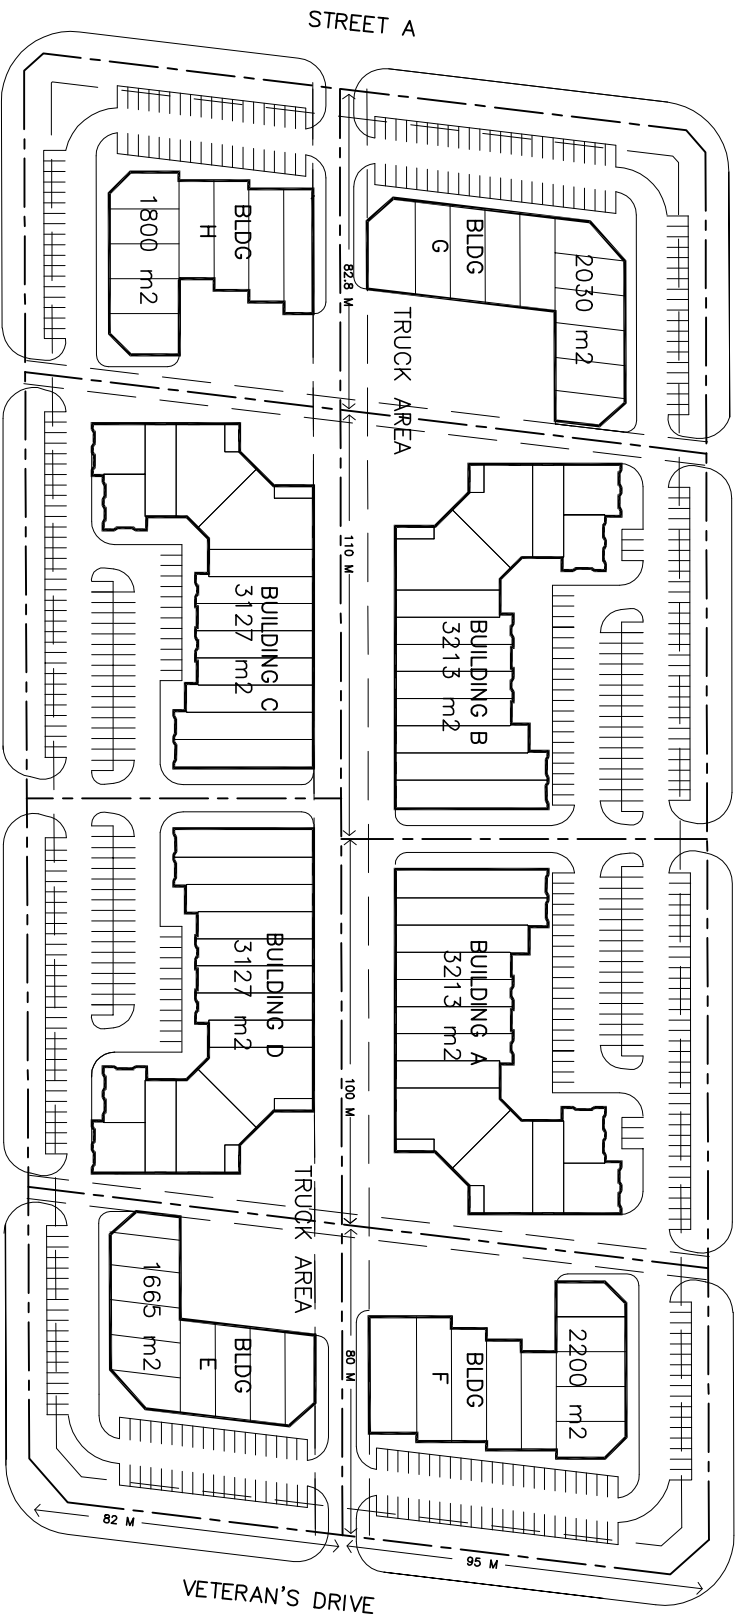 STREET A
BLDG
H
1800 m2
BLDG
G
2030 m2
82.8 M
TRUCK AREA
110 M
BUILDING C
3127 m2
BUILDING B
3213 m2
BUILDING D
3127 m2
BUILDING A
3213 m2
100 M
TRUCK AREA
1665 m2
BLDG
E
80 M
BLDG
F
2200 m2
82 M
95 M
VETERAN'S DRIVE